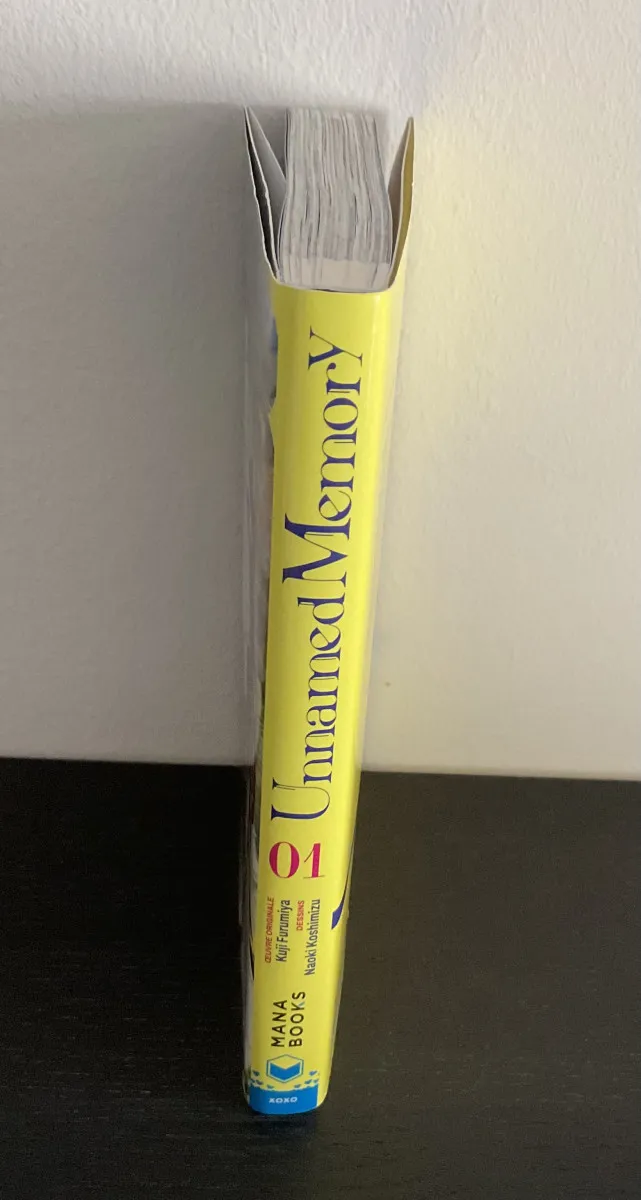 Unnamed Memory
01
ŒUVRE ORIGINALE
Kuji Furumiya
DESSINS
Naoki Koshimizu
MANA
BOOKS
XOXO